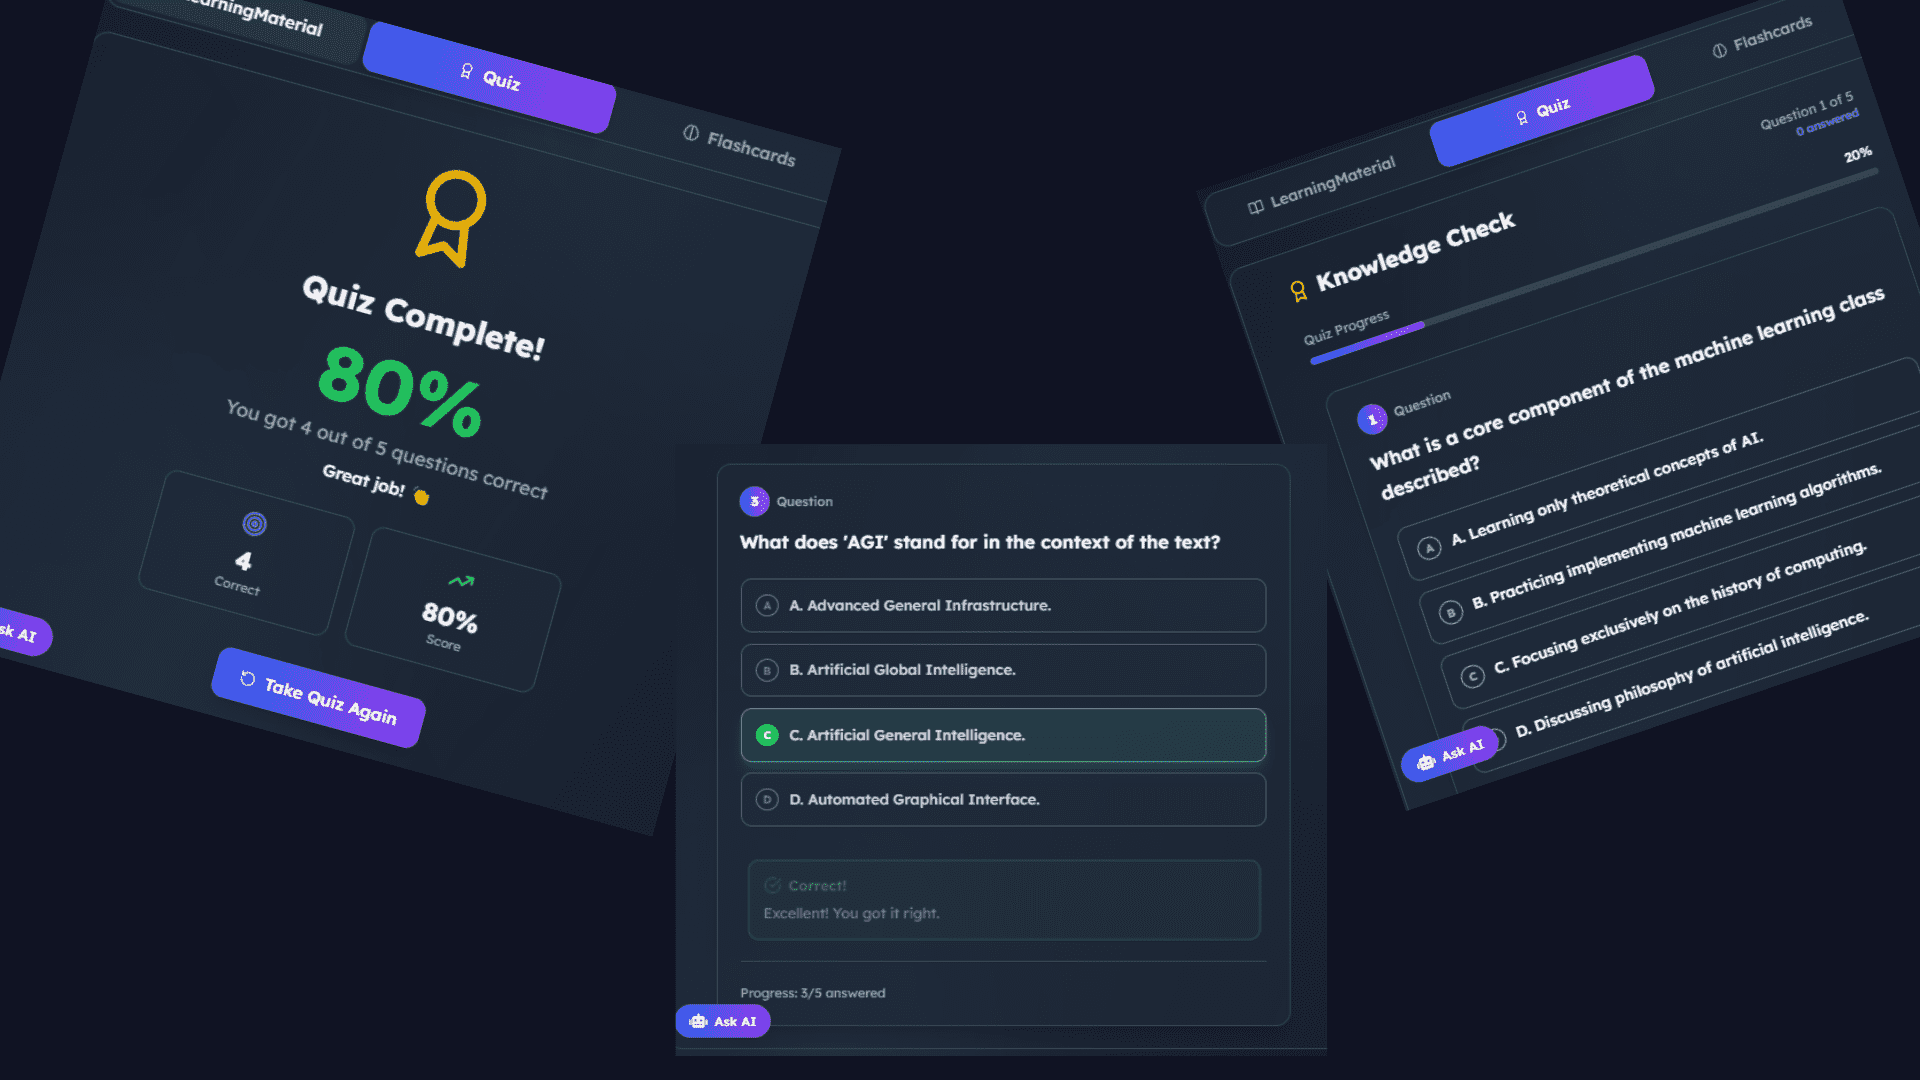 LearningMaterial
Quiz
Flashcards
Quiz Complete!
80%
You got 4 out of 5 questions correct
Great job! 👏
4
Correct
80%
Score
Take Quiz Again
Ask AI
3
Question
What does 'AGI' stand for in the context of the text?
A
A. Advanced General Infrastructure.
B
B. Artificial Global Intelligence.
C
C. Artificial General Intelligence.
D
D. Automated Graphical Interface.
Correct!
Excellent! You got it right.
Progress: 3/5 answered
Ask AI
LearningMaterial
Quiz
Flashcards
Knowledge Check
Question 1 of 5
0 answered
Quiz Progress
20%
1
Question
What is a core component of the machine learning class
described?
A
A. Learning only theoretical concepts of AI.
B
B. Practicing implementing machine learning algorithms.
C
C. Focusing exclusively on the history of computing.
D. Discussing philosophy of artificial intelligence.
Ask AI